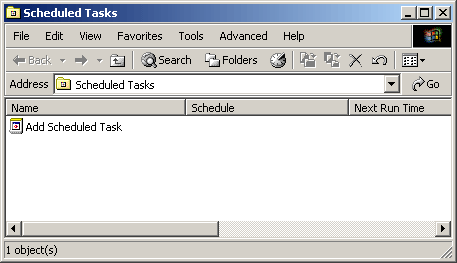 Scheduled Tasks
File Edit View Favorites Tools Advanced Help
Back Search Folders
Address Scheduled Tasks Go
Name Schedule Next Run Time
Add Scheduled Task
1 object(s)